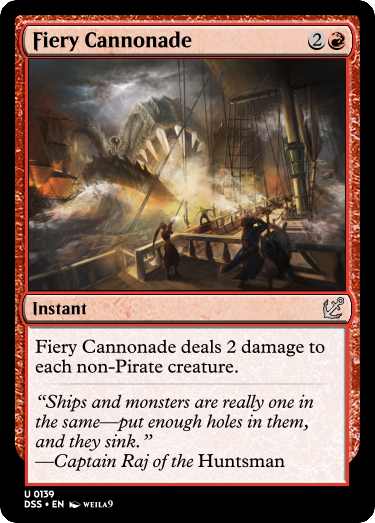 Fiery Cannonade 2
Instant
Fiery Cannonade deals 2 damage to
each non-Pirate creature.
“Ships and monsters are really one in
the same—put enough holes in them,
and they sink.”
—Captain Raj of the Huntsman
U 0139
DSS • EN WEILA9